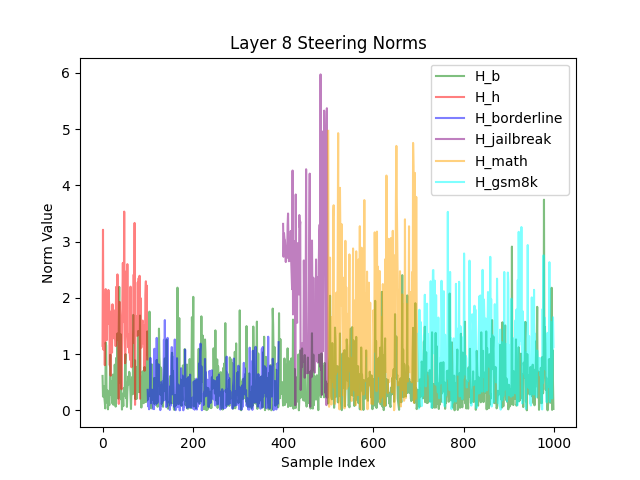 Layer 8 Steering Norms
H_b
H_h
H_borderline
H_jailbreak
H_math
H_gsm8k
Norm Value
6
5
4
3
2
1
0
0 200 400 600 800 1000
Sample Index